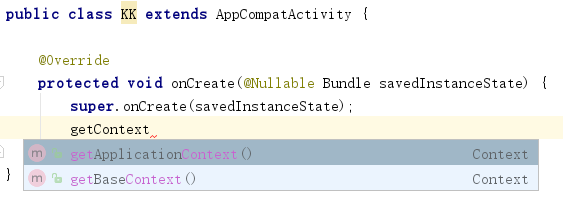 public class KK extends AppCompatActivity {
@Override
protected void onCreate(@Nullable Bundle savedInstanceState) {
super.onCreate(savedInstanceState);
getContext
m getApplicationContext() Context
m getBaseContext() Context
}